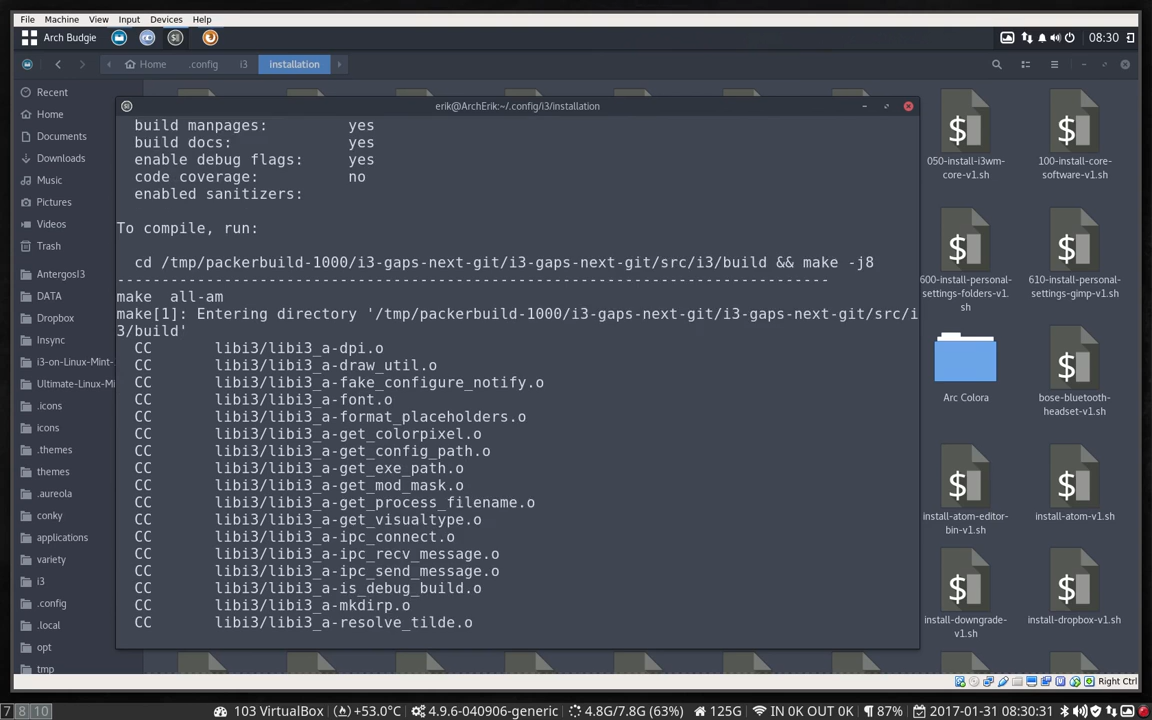 File Machine View Input Devices Help
Arch Budgie
08:30
Home .config i3 installation
Recent
Home
Documents
Downloads
Music
Pictures
Videos
Trash
AntergosI3
DATA
Dropbox
Insync
i3-on-Linux-Mint-
Ultimate-Linux-Min
.icons
icons
.themes
themes
.aureola
conky
applications
variety
i3
.config
.local
opt
tmp
erik@ArchErik:~/.config/i3/installation
build manpages: yes
build docs: yes
enable debug flags: yes
code coverage: no
enabled sanitizers:
To compile, run:
cd /tmp/packerbuild-1000/i3-gaps-next-git/i3-gaps-next-git/src/i3/build && make -j8
--------------------------------------------------------------------------------
make  all-am
make[1]: Entering directory '/tmp/packerbuild-1000/i3-gaps-next-git/i3-gaps-next-git/src/i
3/build'
CC libi3/libi3_a-dpi.o
CC libi3/libi3_a-draw_util.o
CC libi3/libi3_a-fake_configure_notify.o
CC libi3/libi3_a-font.o
CC libi3/libi3_a-format_placeholders.o
CC libi3/libi3_a-get_colorpixel.o
CC libi3/libi3_a-get_config_path.o
CC libi3/libi3_a-get_exe_path.o
CC libi3/libi3_a-get_mod_mask.o
CC libi3/libi3_a-get_process_filename.o
CC libi3/libi3_a-get_visualtype.o
CC libi3/libi3_a-ipc_connect.o
CC libi3/libi3_a-ipc_recv_message.o
CC libi3/libi3_a-ipc_send_message.o
CC libi3/libi3_a-is_debug_build.o
CC libi3/libi3_a-mkdirp.o
CC libi3/libi3_a-resolve_tilde.o
050-install-i3wm-
core-v1.sh
100-install-core-
software-v1.sh
600-install-personal-
settings-folders-v1.
sh
610-install-personal-
settings-gimp-v1.sh
Arc Colora
bose-bluetooth-
headset-v1.sh
install-atom-editor-
bin-v1.sh
install-atom-v1.sh
install-downgrade-
v1.sh
install-dropbox-v1.sh
Right Ctrl
7 8 10
103 VirtualBox +53.0°C 4.9.6-040906-generic 4.8G/7.8G (63%) 125G IN 0K OUT 0K 87% 2017-01-31 08:30:31